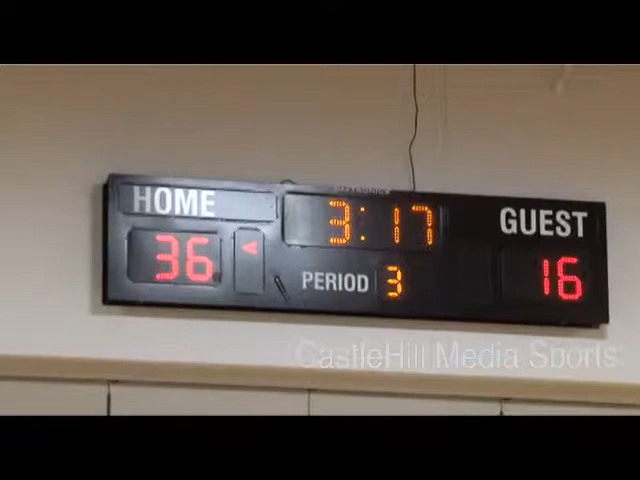 HOME
3:17
GUEST
36
PERIOD 3
16
CastleHill Media Sports